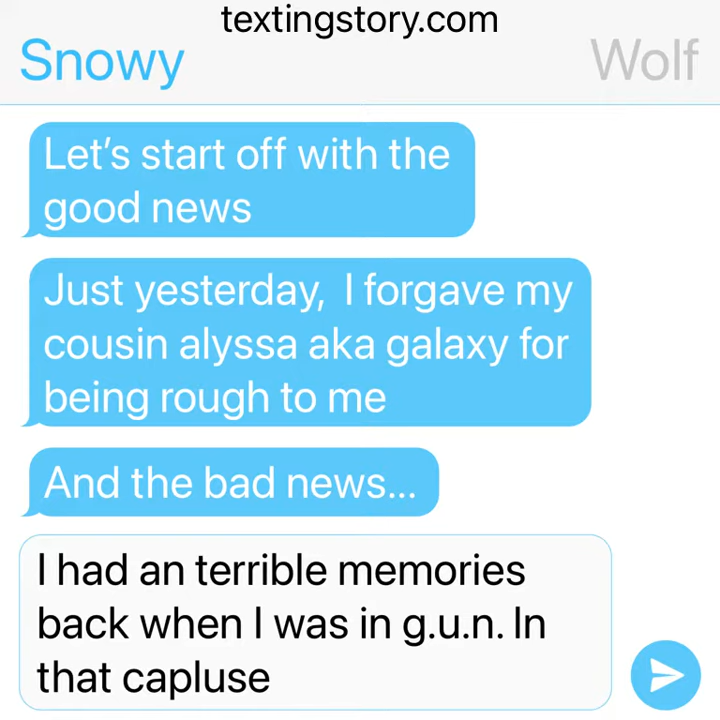 textingstory.com
Snowy
Wolf
Let's start off with the
good news
Just yesterday,  I forgave my
cousin alyssa aka galaxy for
being rough to me
And the bad news...
I had an terrible memories
back when I was in g.u.n. In
that capluse